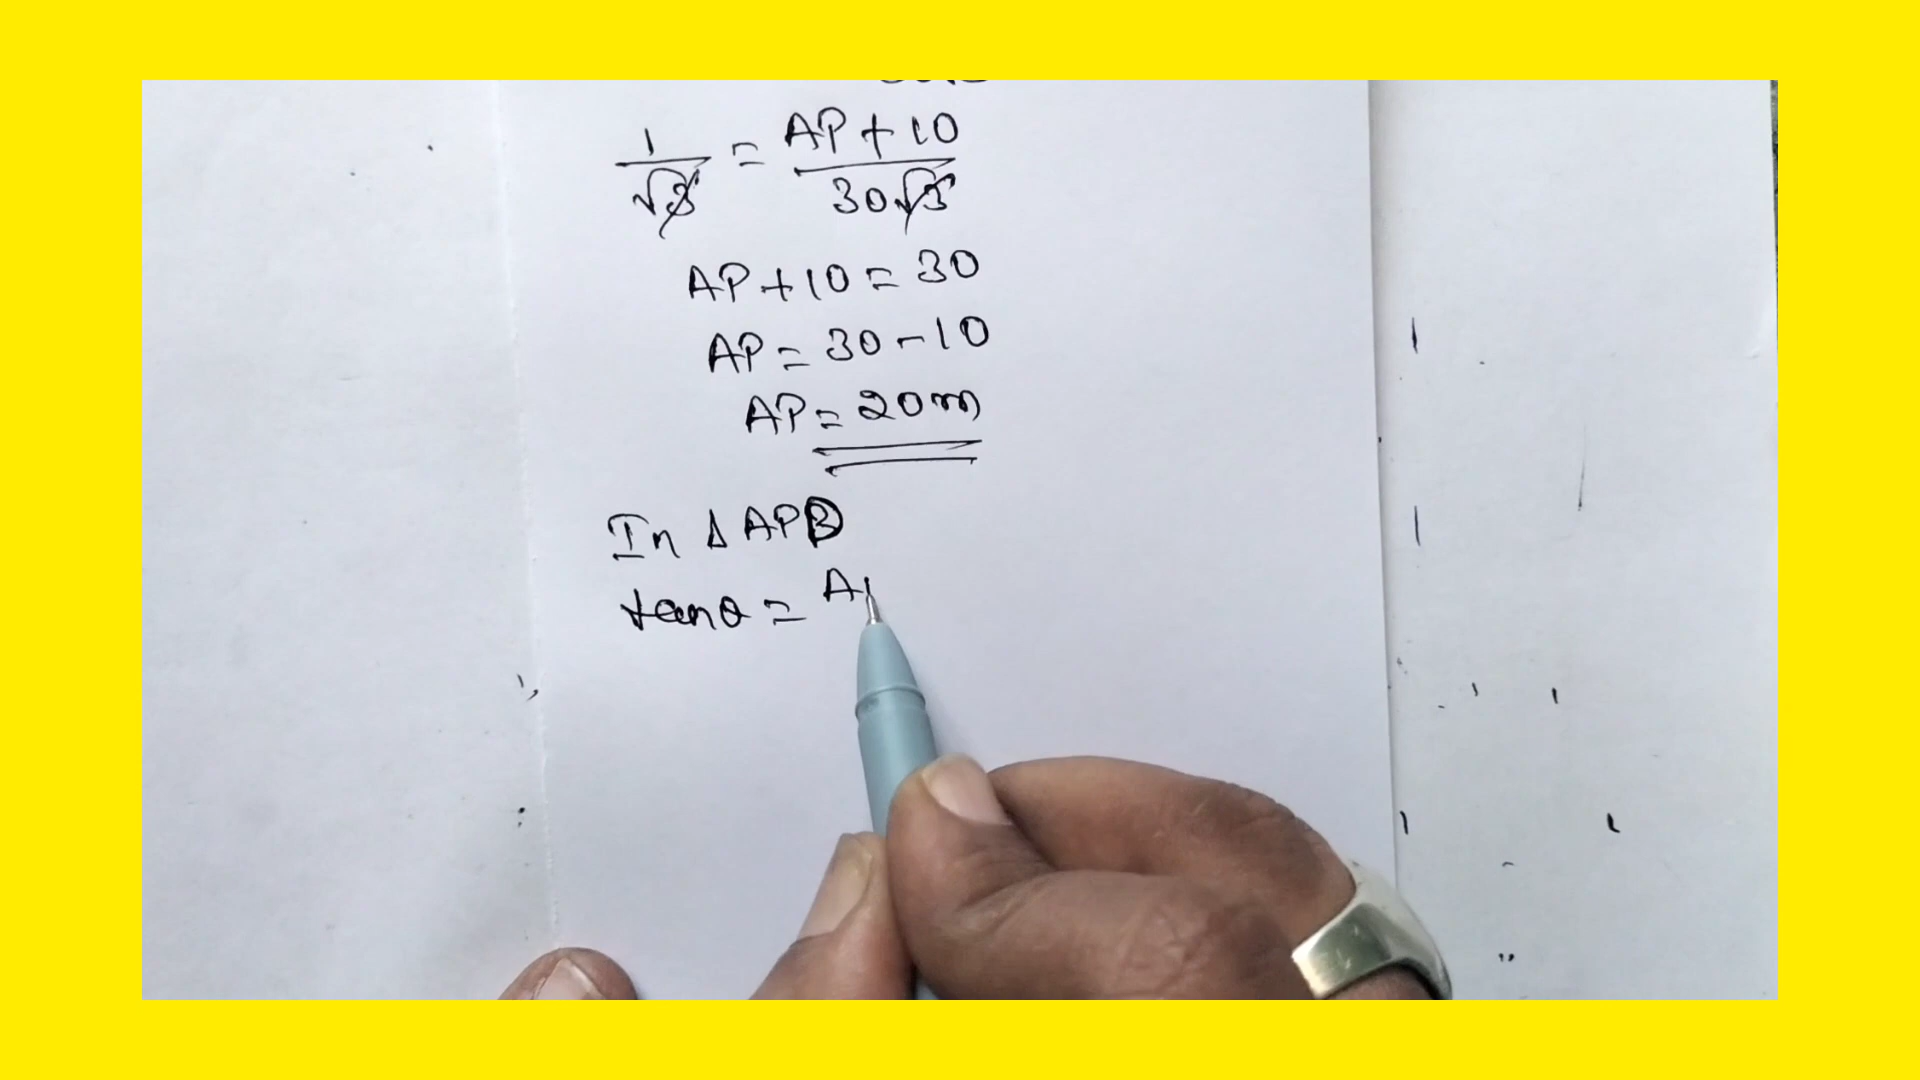 1/√3 = AP+10/30√3
AP+10=30
AP=30-10
AP=20m
In Δ APB
tanθ = A